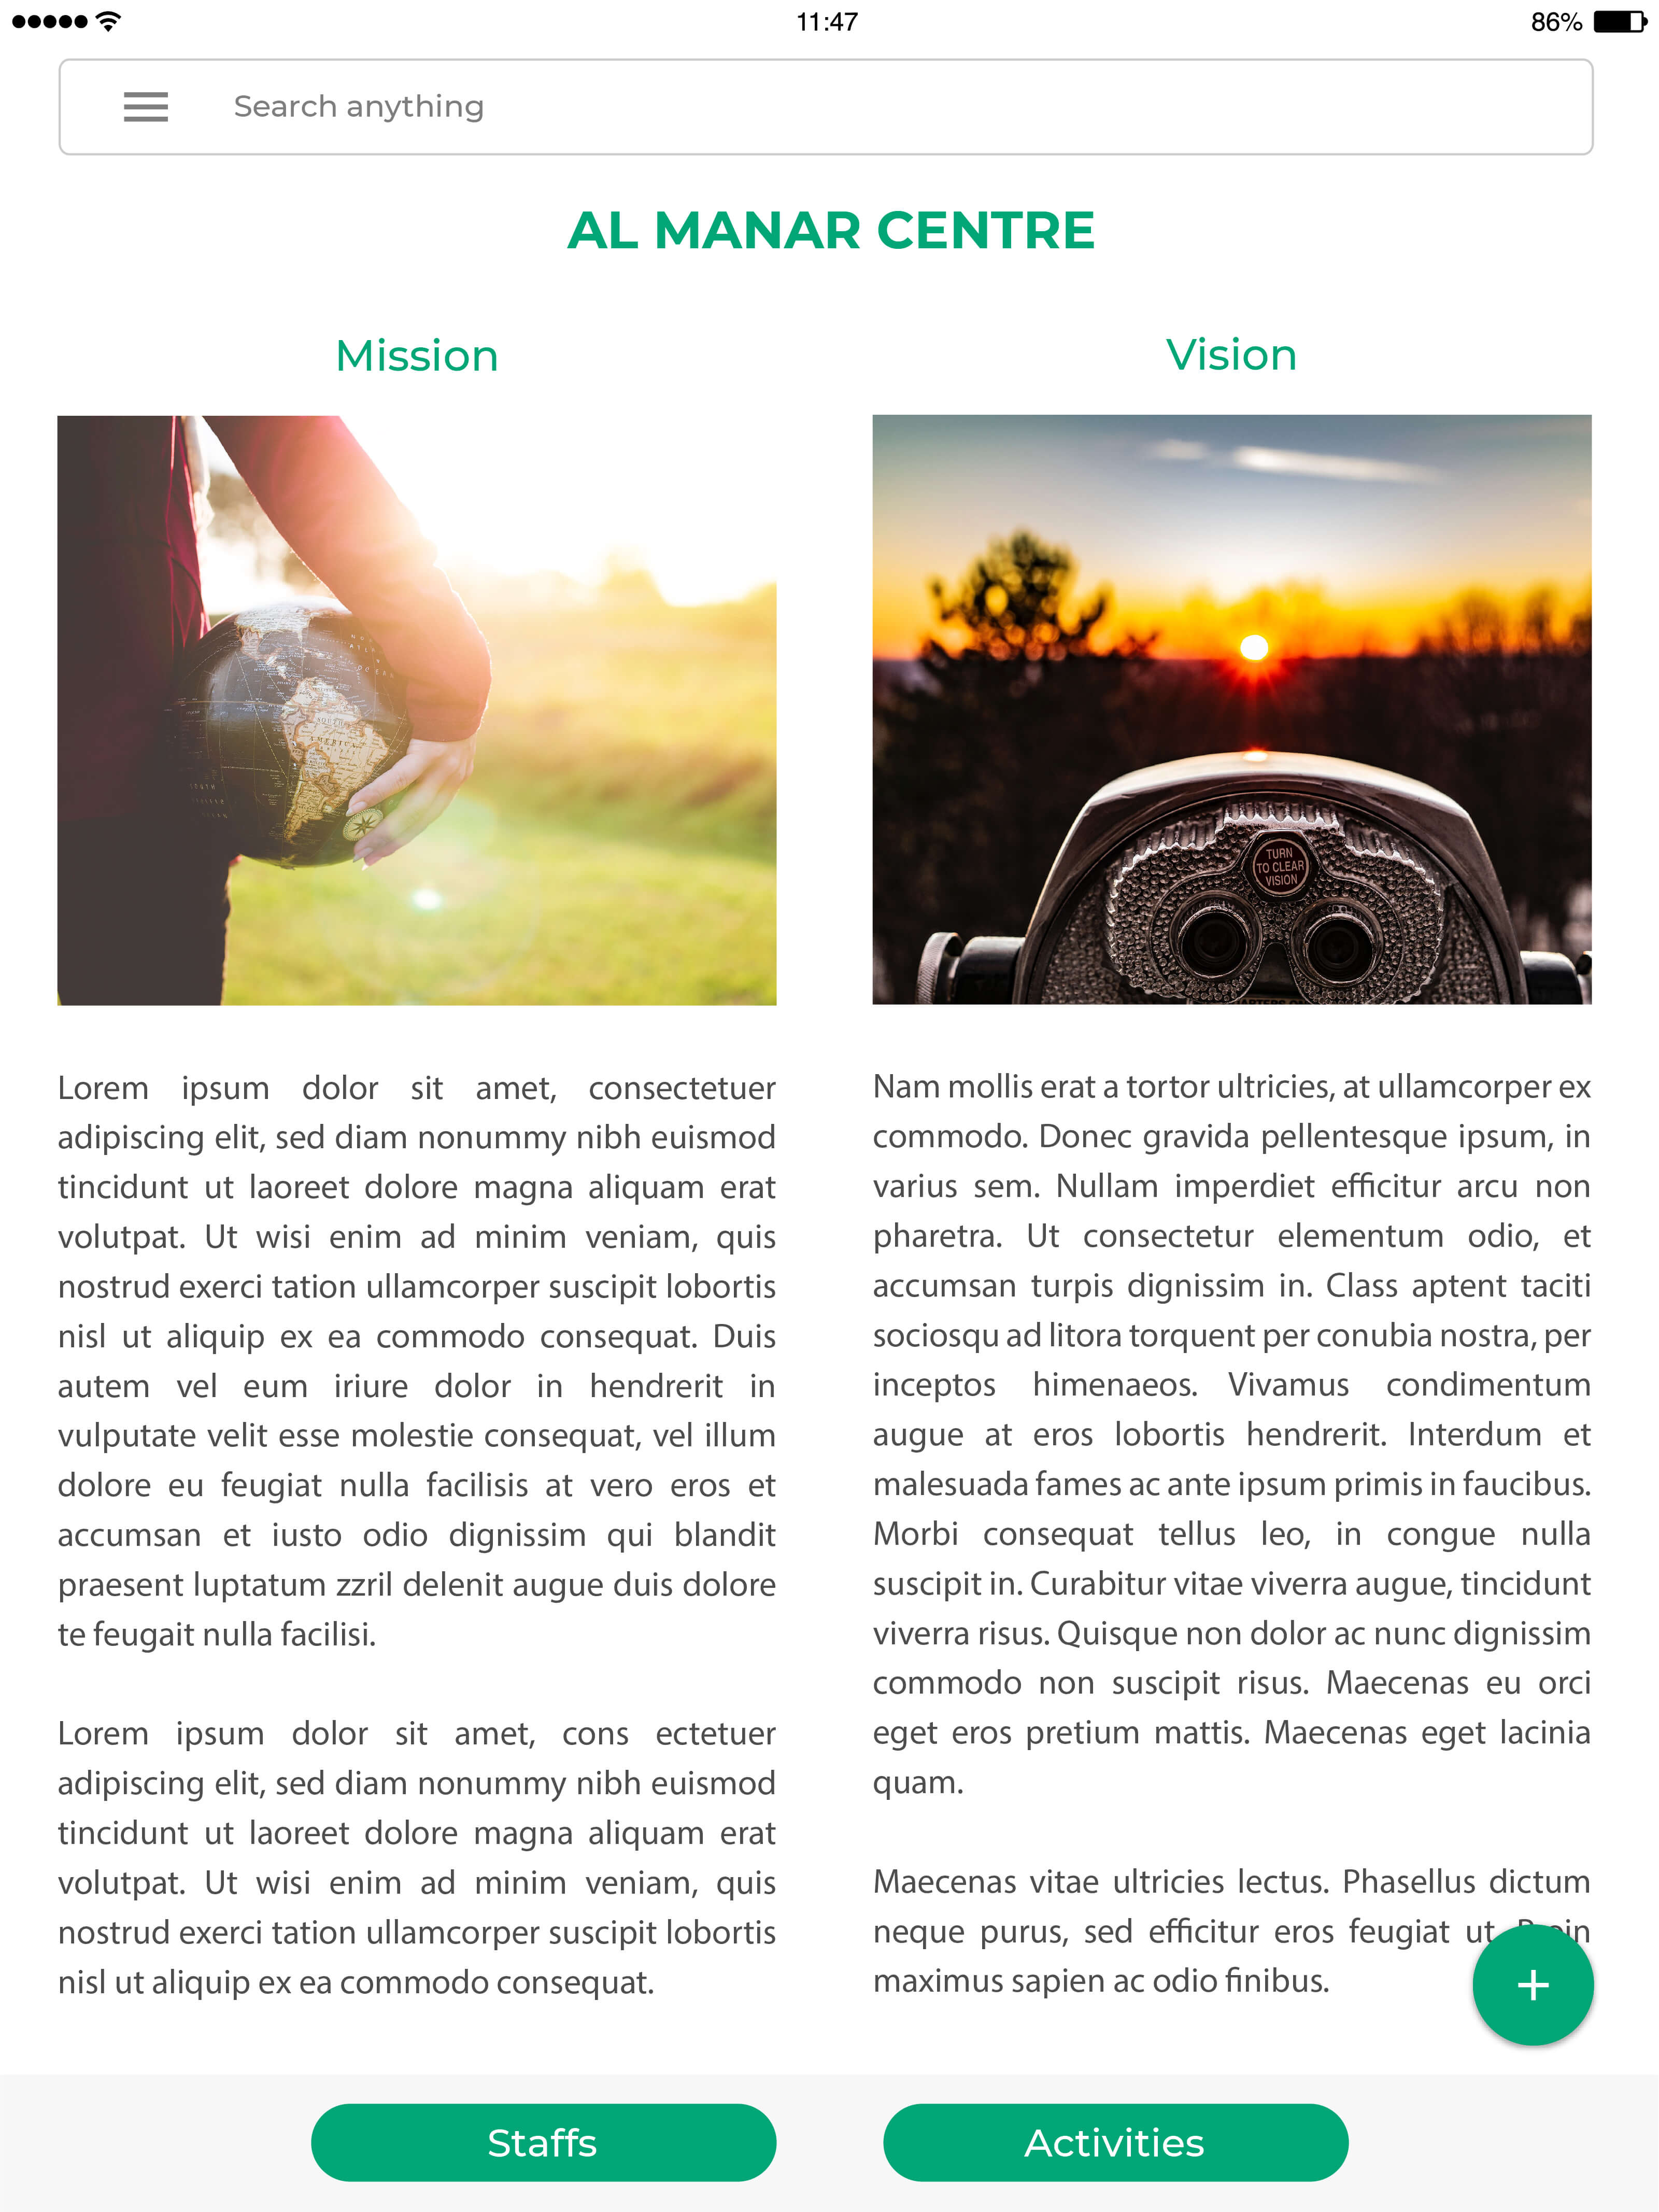 11:47
86%
Search anything
AL MANAR CENTRE
Mission
SOUTH
AMERICA
Lorem ipsum dolor sit amet, consectetuer
adipiscing elit, sed diam nonummy nibh euismod
tincidunt ut laoreet dolore magna aliquam erat
volutpat. Ut wisi enim ad minim veniam, quis
nostrud exerci tation ullamcorper suscipit lobortis
nisl ut aliquip ex ea commodo consequat. Duis
autem vel eum iriure dolor in hendrerit in
vulputate velit esse molestie consequat, vel illum
dolore eu feugiat nulla facilisis at vero eros et
accumsan et iusto odio dignissim qui blandit
praesent luptatum zzril delenit augue duis dolore
te feugait nulla facilisi.
Lorem ipsum dolor sit amet, cons ectetuer
adipiscing elit, sed diam nonummy nibh euismod
tincidunt ut laoreet dolore magna aliquam erat
volutpat. Ut wisi enim ad minim veniam, quis
nostrud exerci tation ullamcorper suscipit lobortis
nisl ut aliquip ex ea commodo consequat.
Vision
TURN
TO CLEAR
VISION
Nam mollis erat a tortor ultricies, at ullamcorper ex
commodo. Donec gravida pellentesque ipsum, in
varius sem. Nullam imperdiet efficitur arcu non
pharetra. Ut consectetur elementum odio, et
accumsan turpis dignissim in. Class aptent taciti
sociosqu ad litora torquent per conubia nostra, per
inceptos himenaeos. Vivamus condimentum
augue at eros lobortis hendrerit. Interdum et
malesuada fames ac ante ipsum primis in faucibus.
Morbi consequat tellus leo, in congue nulla
suscipit in. Curabitur vitae viverra augue, tincidunt
viverra risus. Quisque non dolor ac nunc dignissim
commodo non suscipit risus. Maecenas eu orci
eget eros pretium mattis. Maecenas eget lacinia
quam.
Maecenas vitae ultricies lectus. Phasellus dictum
neque purus, sed efficitur eros feugiat ut
maximus sapien ac odio finibus.
+
Staffs
Activities